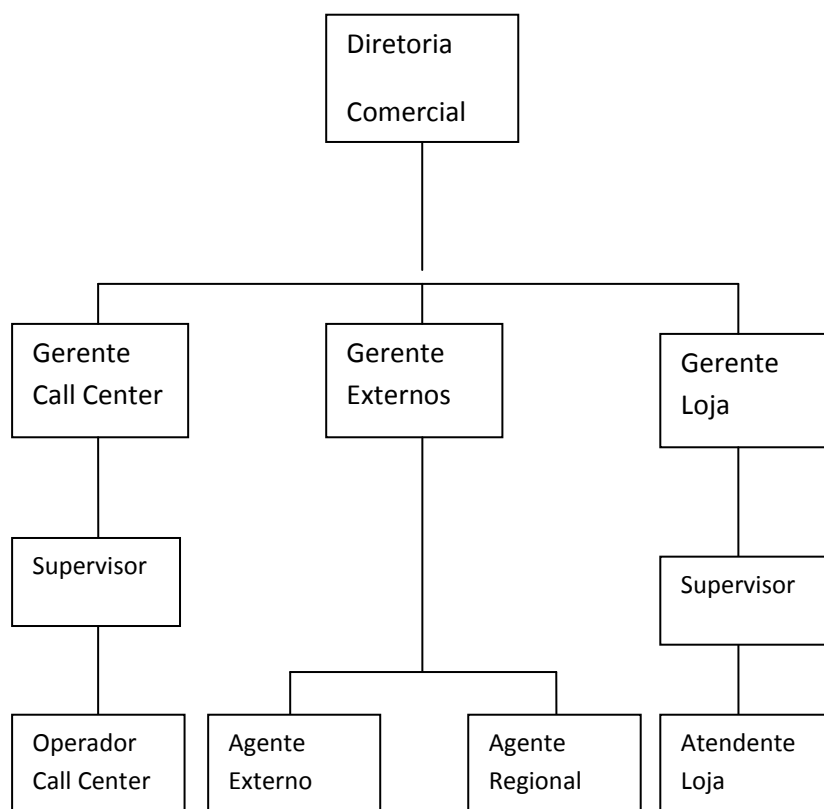 Diretoria
Comercial
Gerente
Call Center
Gerente
Externos
Gerente
Loja
Supervisor
Supervisor
Operador
Call Center
Agente
Externo
Agente
Regional
Atendente
Loja